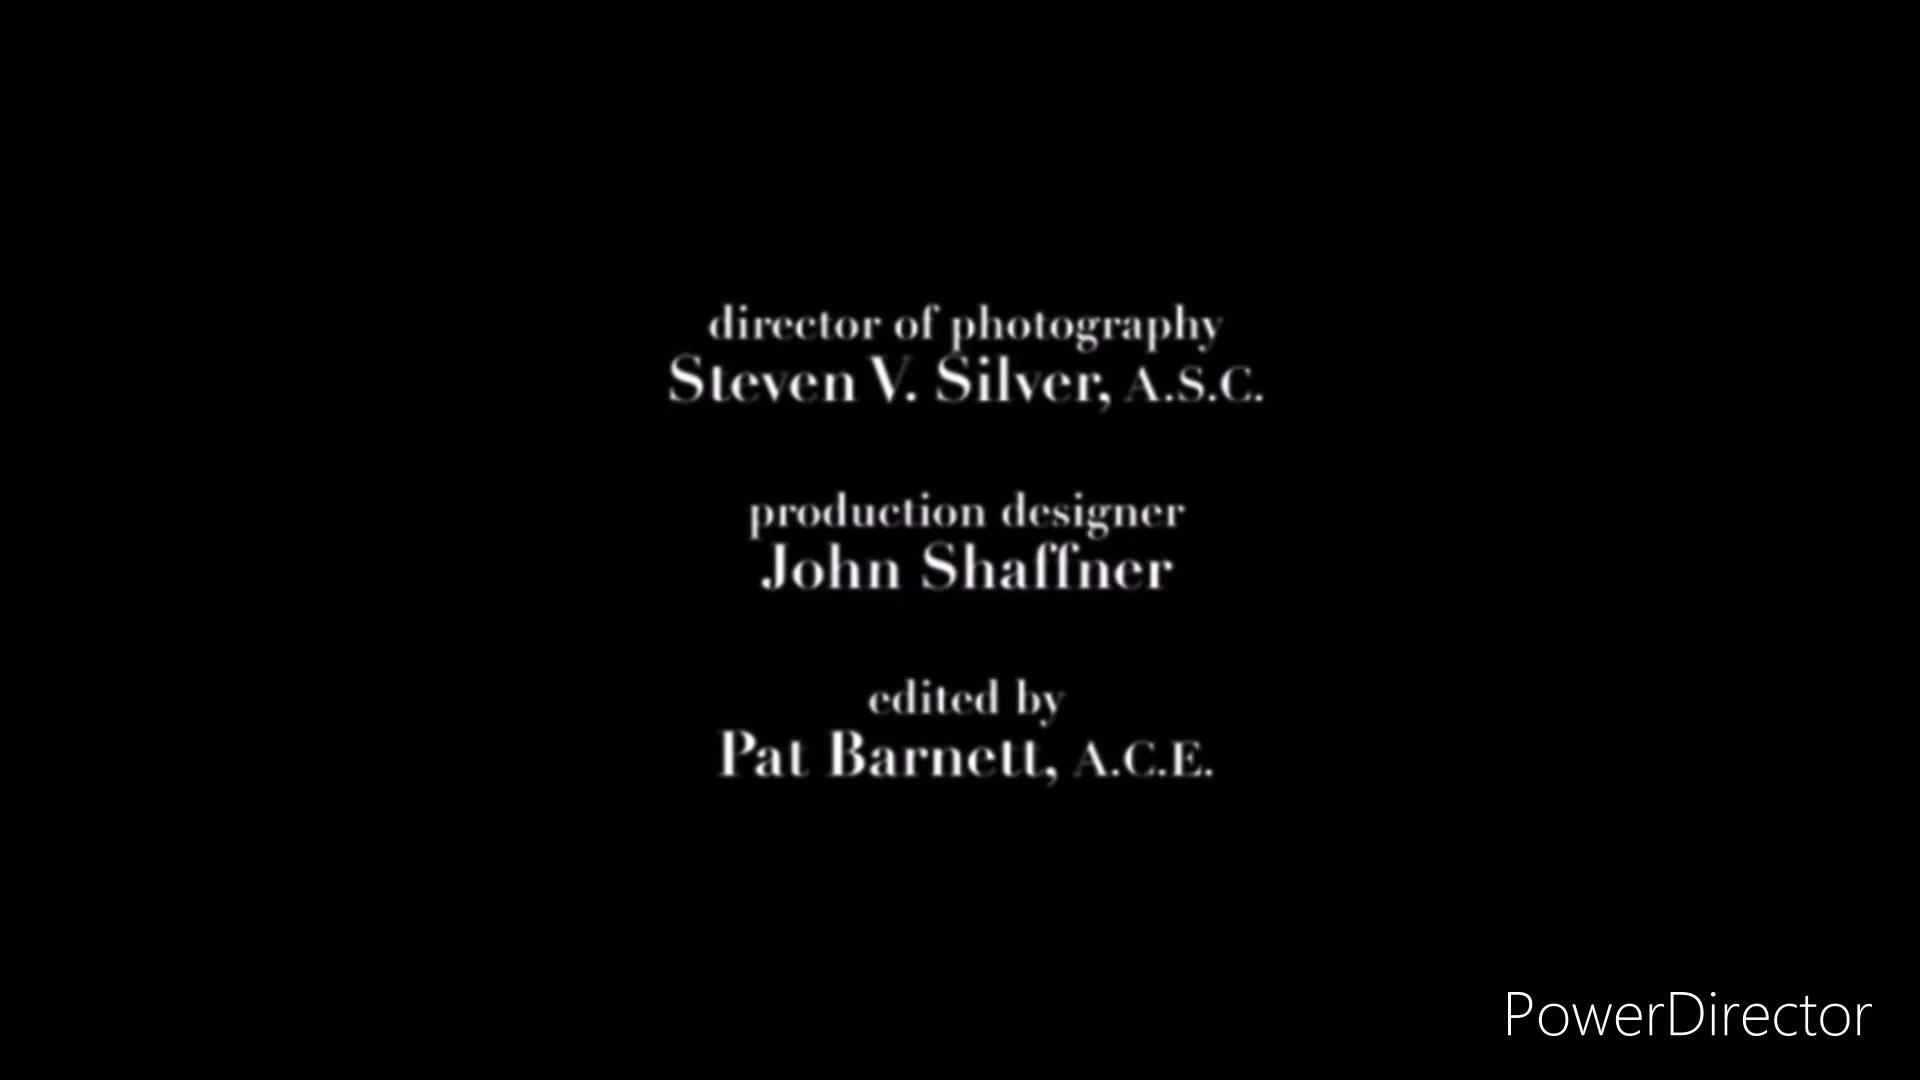 director of photography
Steven V. Silver, A.S.C.
production designer
John Shaffner
edited by
Pat Barnett, A.C.E.
PowerDirector